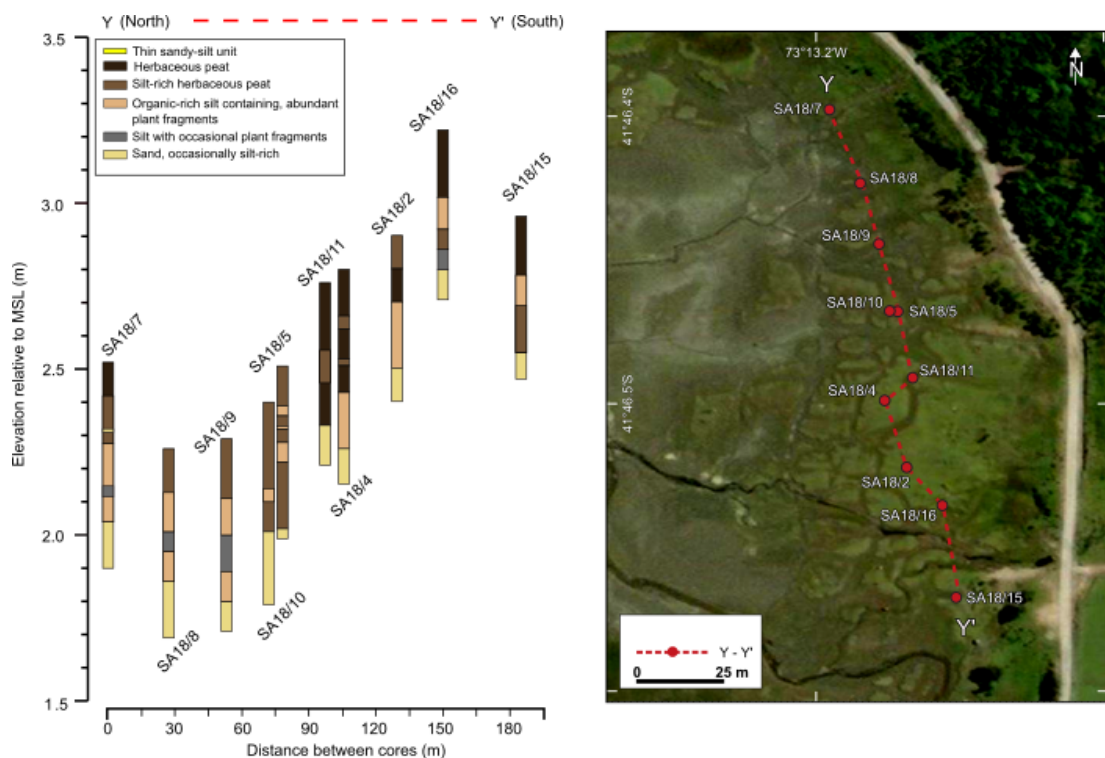 Y (North)
Y' (South)
3.5
3.0
2.5
2.0
1.5
Elevation relative to MSL (m)
Thin sandy-silt unit
Herbaceous peat
Silt-rich herbaceous peat
Organic-rich silt containing, abundant
plant fragments
Silt with occasional plant fragments
Sand, occasionally silt-rich
SA18/7
SA18/8
SA18/9
SA18/10
SA18/5
SA18/11
SA18/4
SA18/2
SA18/16
SA18/15
0
30
60
90
120
150
180
Distance between cores (m)
73°13.2'W
N
41°46.4'S
41°46.5'S
Y
SA18/7
SA18/8
SA18/9
SA18/10
SA18/5
SA18/11
SA18/4
SA18/2
SA18/16
SA18/15
Y'
Y - Y'
0
25 m